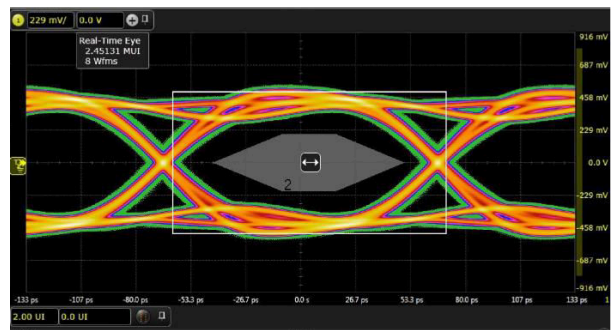 1 229 mV/ 0.0 V
Real-Time Eye
2.45131 MUI
8 Wfms
916 mV
687 mV
458 mV
229 mV
0.0 V
-229 mV
-458 mV
-687 mV
-916 mV
2
-133 ps -107 ps -80.0 ps -53.3 ps -26.7 ps 0.0 s 26.7 ps 53.3 ps 80.0 ps 107 ps 133 ps 1
2.00 UI 0.0 UI